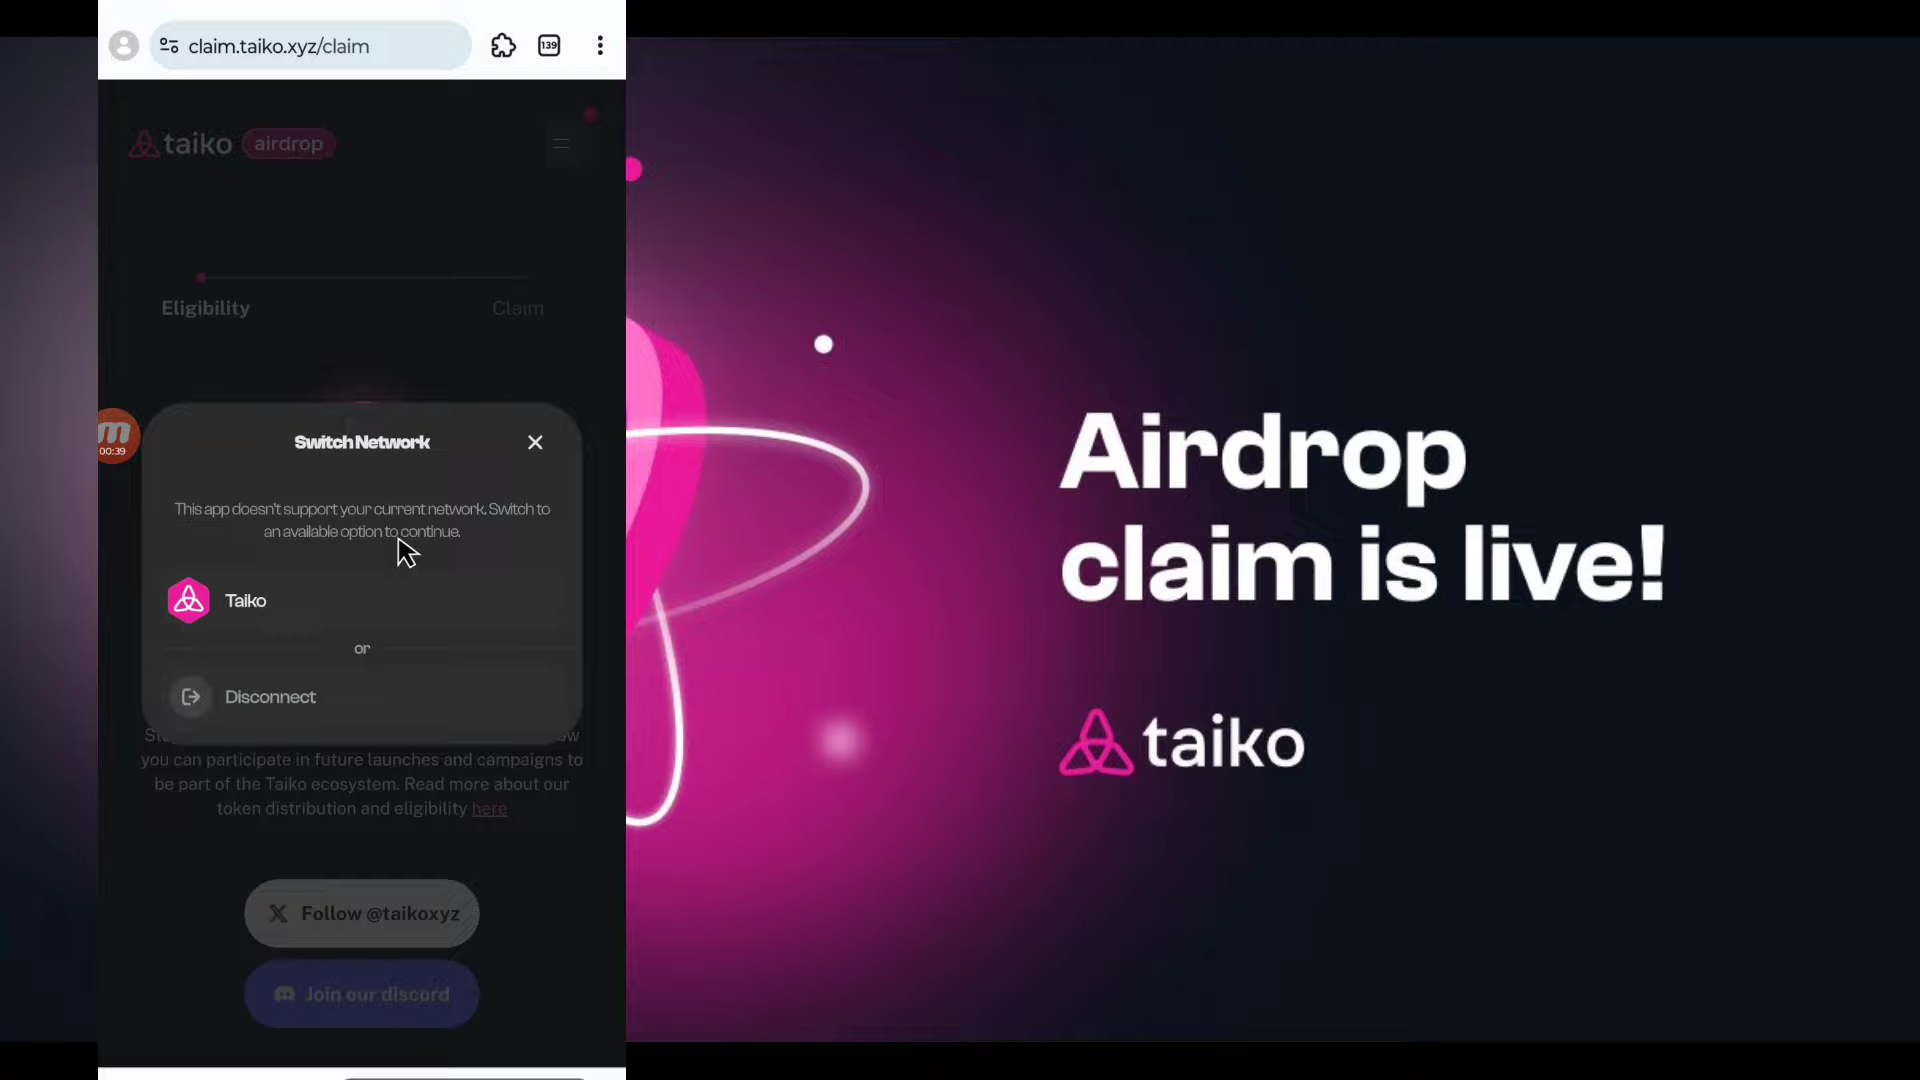 claim.taiko.xyz/claim
139
taiko airdrop
Eligibility
Claim
00:39
Switch Network
This app doesn't support your current network. Switch to
an available option to continue.
Taiko
or
Disconnect
you can participate in future launches and campaigns to
be part of the Taiko ecosystem. Read more about our
token distribution and eligibility here
Follow @taikoxyz
Join our discord
Airdrop
claim is live!
taiko